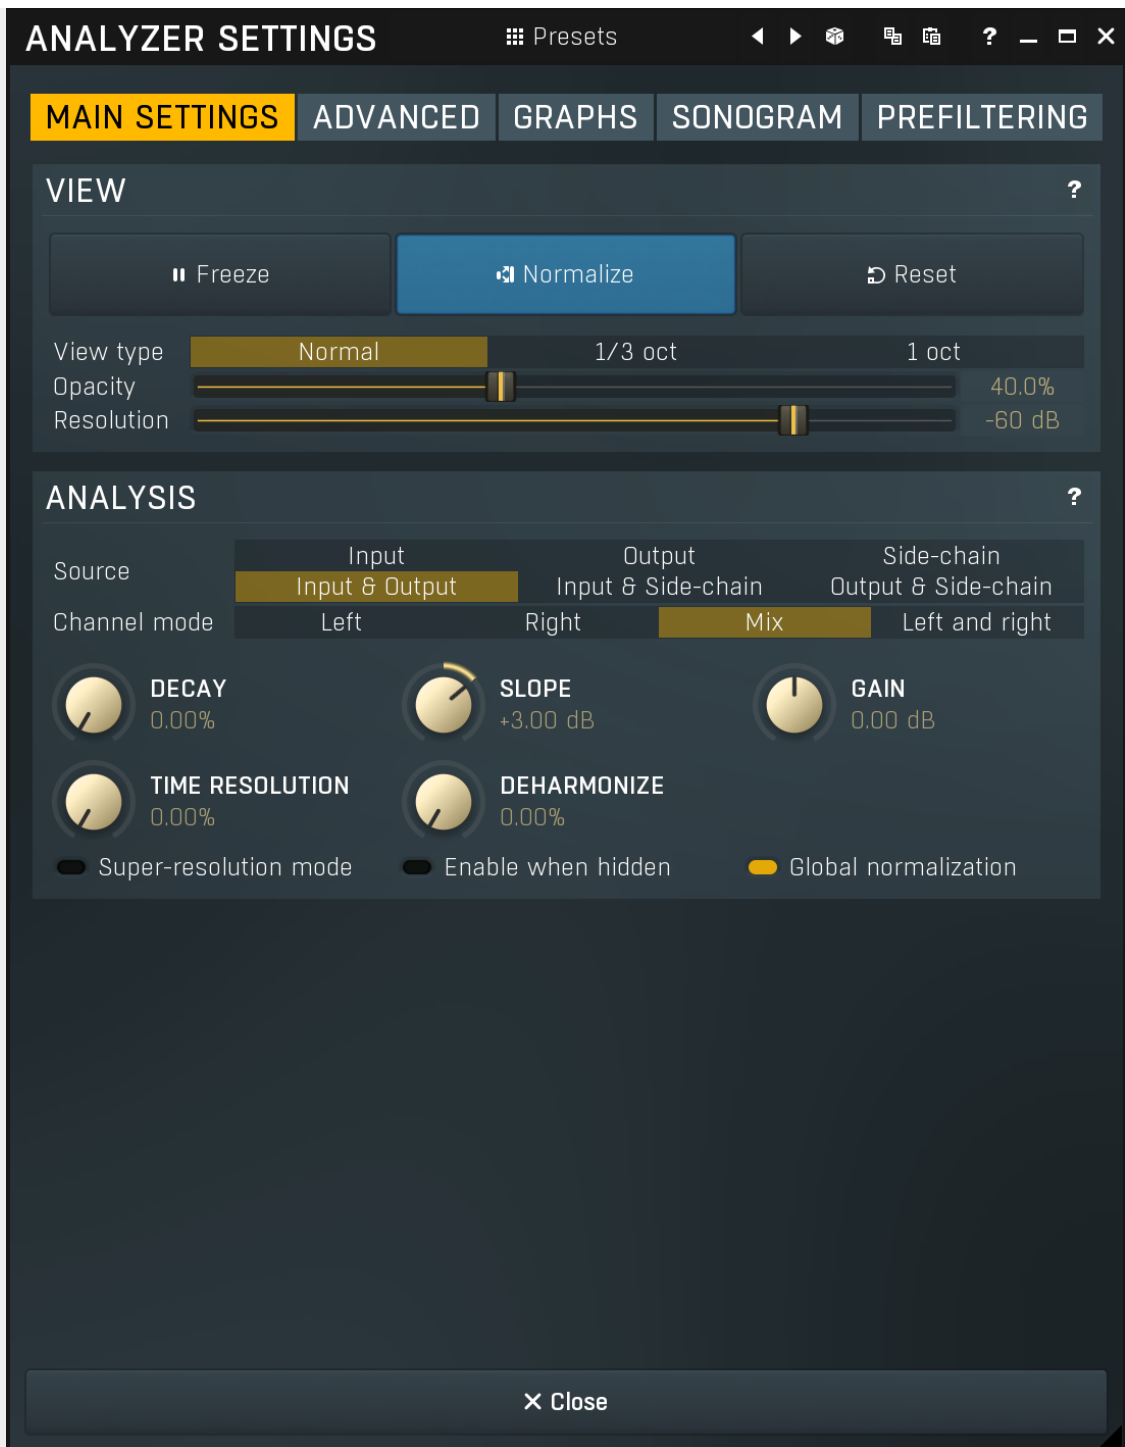 ANALYZER SETTINGS Presets ?
MAIN SETTINGS ADVANCED GRAPHS SONOGRAM PREFILTERING
VIEW ?
Freeze Normalize Reset
View type Normal 1/3 oct 1 oct
Opacity 40.0%
Resolution -60 dB
ANALYSIS ?
Source Input Output Side-chain
Input & Output Input & Side-chain Output & Side-chain
Channel mode Left Right Mix Left and right
DECAY SLOPE GAIN
0.00% +3.00 dB 0.00 dB
TIME RESOLUTION DEHARMONIZE
0.00% 0.00%
Super-resolution mode Enable when hidden Global normalization
Close